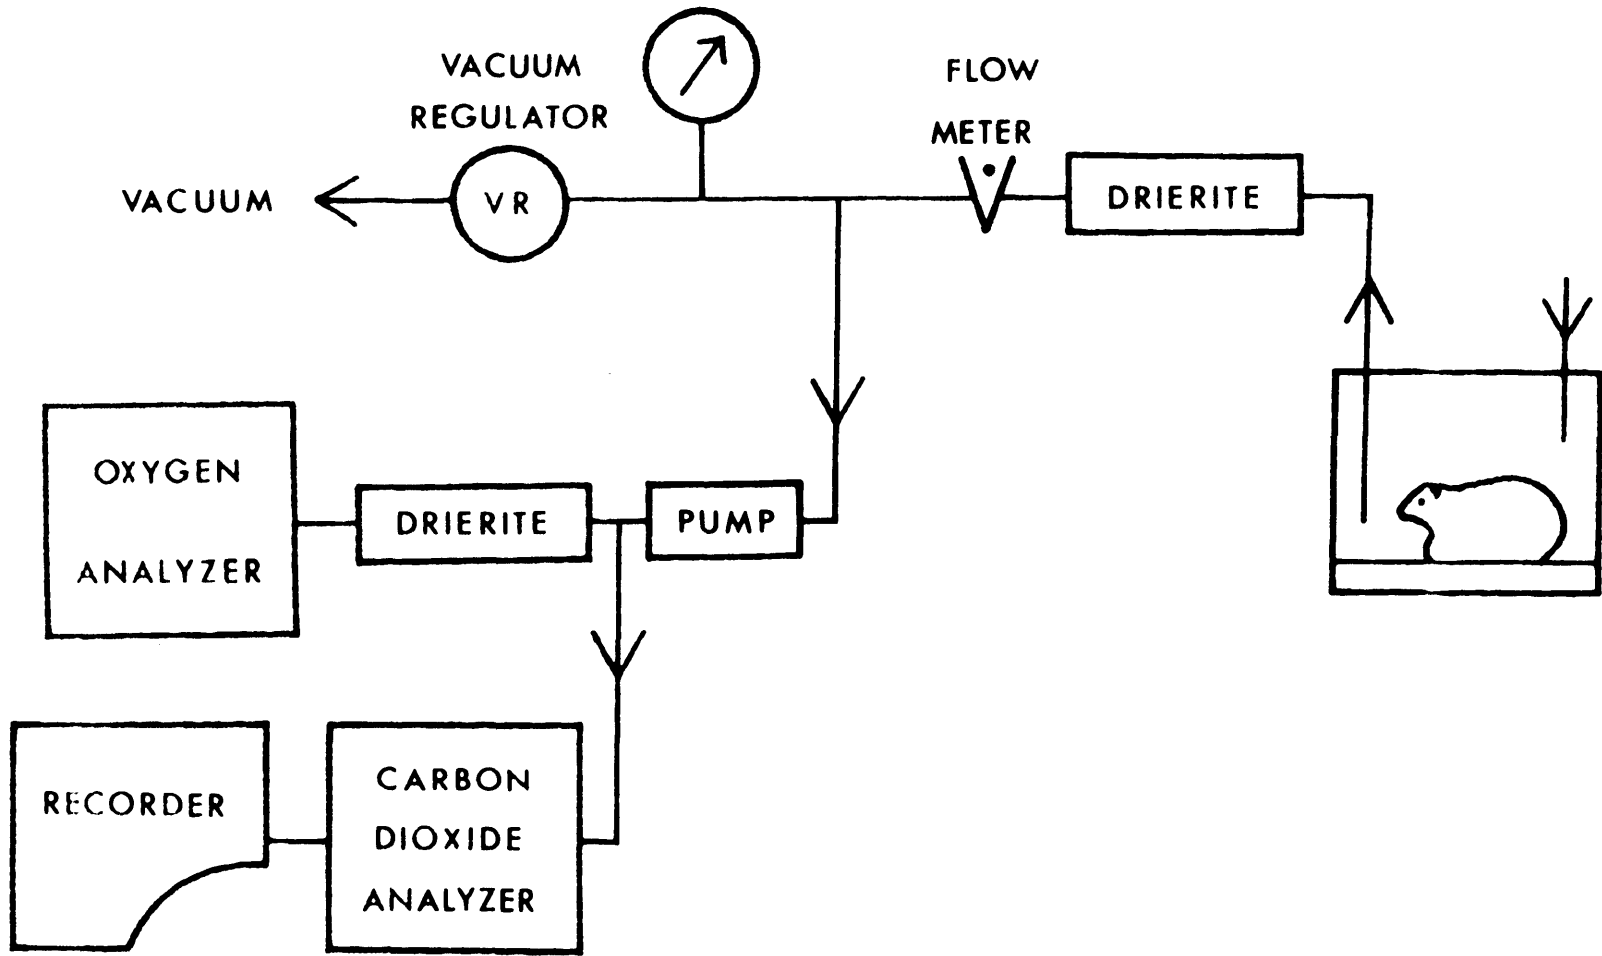 VACUUM
REGULATOR
FLOW
METER
VACUUM
VR
DRIERITE
OXYGEN
ANALYZER
DRIERITE
PUMP
RECORDER
CARBON
DIOXIDE
ANALYZER